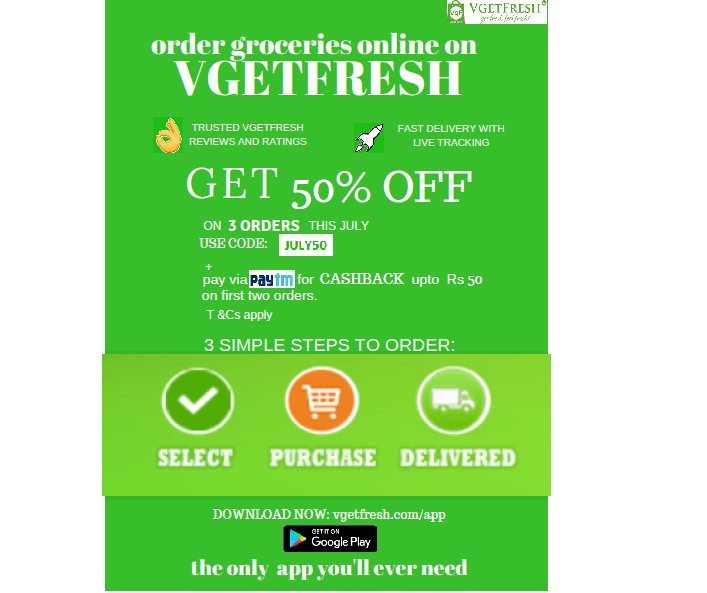 VGETFRESH
get fresh, feel fresh!
order groceries online on
VGETFRESH
TRUSTED VGETFRESH
REVIEWS AND RATINGS
FAST DELIVERY WITH
LIVE TRACKING
GET 50% OFF
ON 3 ORDERS THIS JULY
USE CODE: JULY50
+
pay via paytm for CASHBACK upto Rs 50
on first two orders.
T &Cs apply
3 SIMPLE STEPS TO ORDER:
SELECT PURCHASE DELIVERED
DOWNLOAD NOW: vgetfresh.com/app
GET IT ON
Google Play
the only app you'll ever need